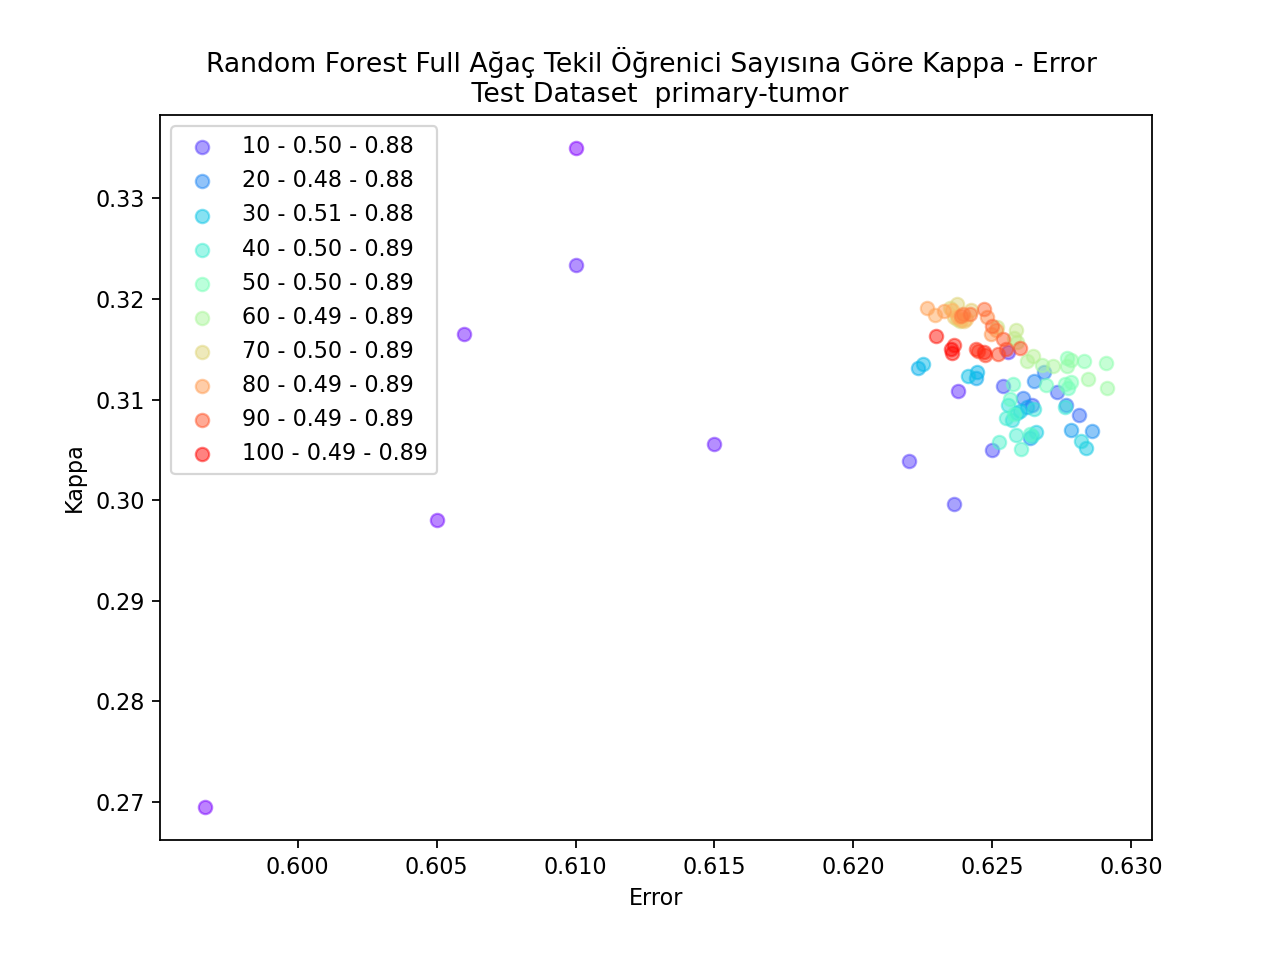 Random Forest Full Ağaç Tekil Öğrenici Sayısına Göre Kappa - Error
Test Dataset  primary-tumor
10 - 0.50 - 0.88
20 - 0.48 - 0.88
30 - 0.51 - 0.88
40 - 0.50 - 0.89
50 - 0.50 - 0.89
60 - 0.49 - 0.89
70 - 0.50 - 0.89
80 - 0.49 - 0.89
90 - 0.49 - 0.89
100 - 0.49 - 0.89
Kappa
0.33
0.32
0.31
0.30
0.29
0.28
0.27
0.600
0.605
0.610
0.615
0.620
0.625
0.630
Error